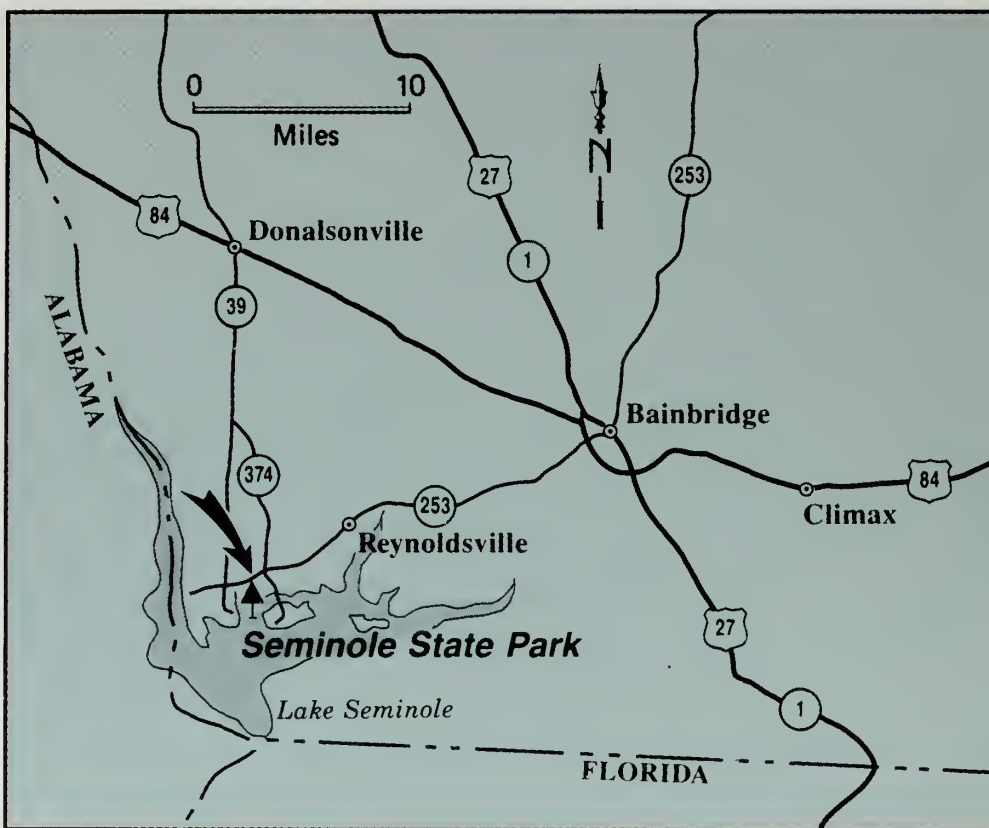 0 10
Miles
N
27
253
84
Donalsonville
1
39
ALABAMA
Bainbridge
374
253
84
Climax
Reynoldsville
Seminole State Park
27
Lake Seminole
1
FLORIDA